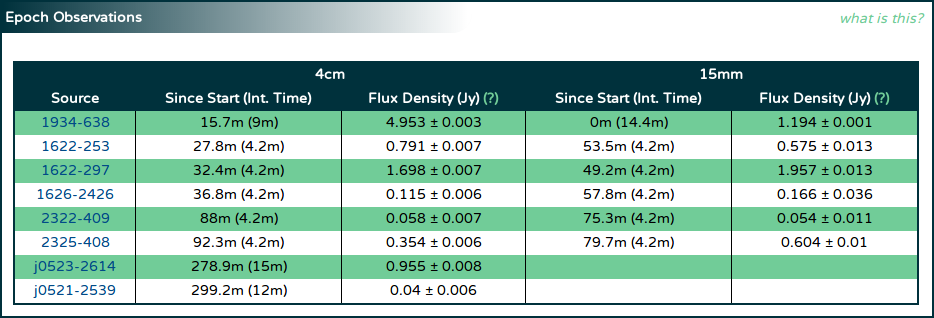 Epoch Observations what is this?
4cm 15mm
Source Since Start (Int. Time) Flux Density (Jy) (?) Since Start (Int. Time) Flux Density (Jy) (?)
1934-638 15.7m (9m) 4.953 ± 0.003 0m (14.4m) 1.194 ± 0.001
1622-253 27.8m (4.2m) 0.791 ± 0.007 53.5m (4.2m) 0.575 ± 0.013
1622-297 32.4m (4.2m) 1.698 ± 0.007 49.2m (4.2m) 1.957 ± 0.013
1626-2426 36.8m (4.2m) 0.115 ± 0.006 57.8m (4.2m) 0.166 ± 0.036
2322-409 88m (4.2m) 0.058 ± 0.007 75.3m (4.2m) 0.054 ± 0.011
2325-408 92.3m (4.2m) 0.354 ± 0.006 79.7m (4.2m) 0.604 ± 0.01
j0523-2614 278.9m (15m) 0.955 ± 0.008
j0521-2539 299.2m (12m) 0.04 ± 0.006